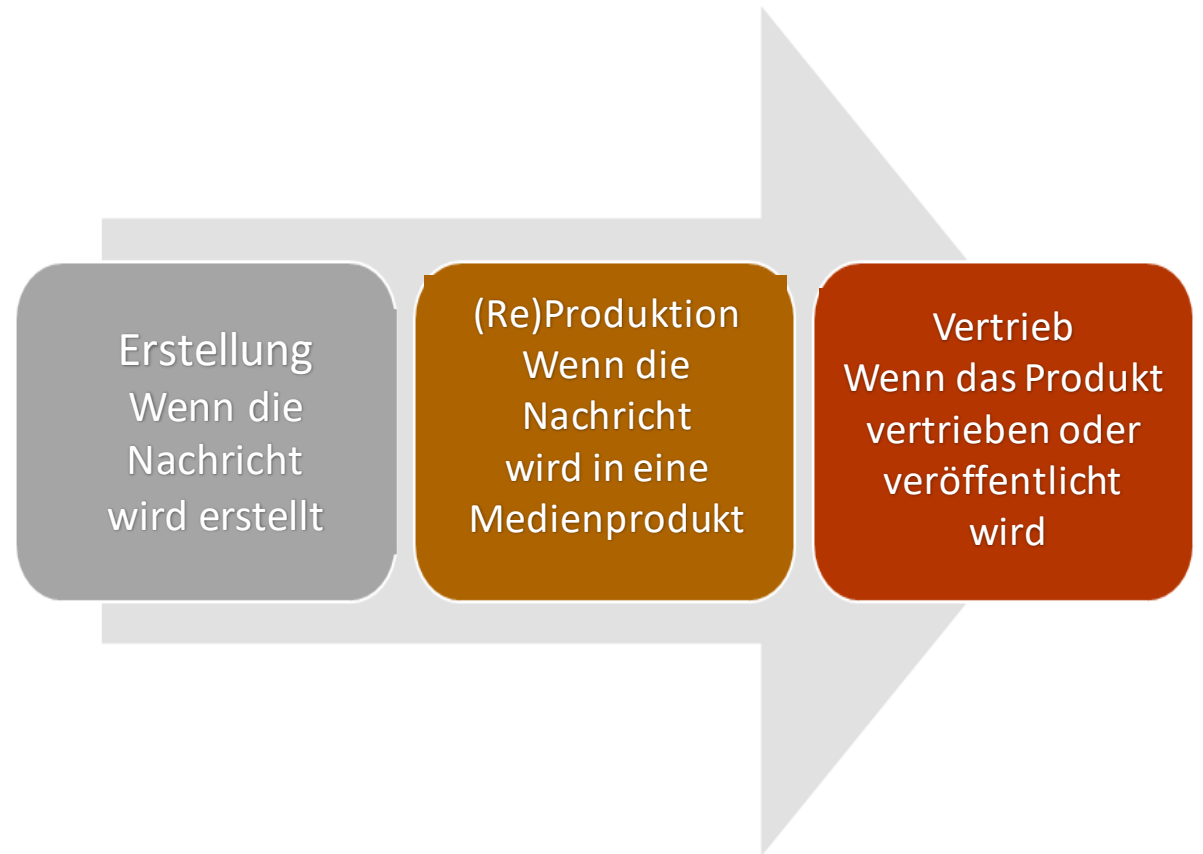 Erstellung
Wenn die
Nachricht
wird erstellt
(Re)Produktion
Wenn die
Nachricht
wird in eine
Medienprodukt
Vertrieb
Wenn das Produkt
vertrieben oder
veröffentlicht
wird